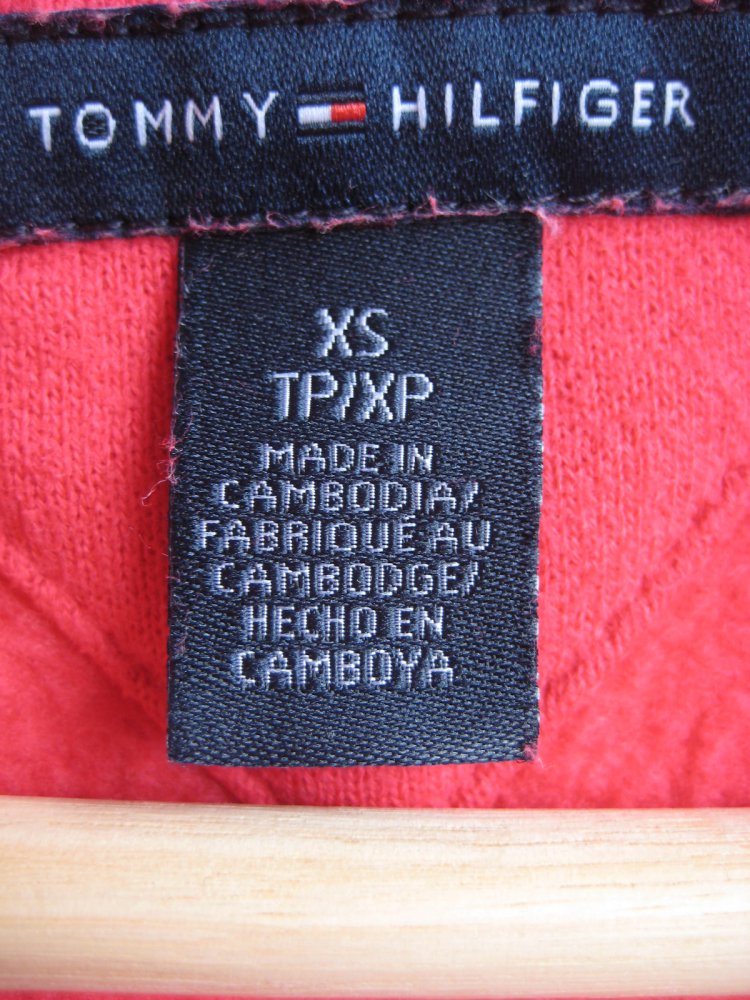 TOMMY HILFIGER
XS
TP/XP
MADE IN
CAMBODIA/
FABRIQUÉ AU
CAMBODGE/
HECHO EN
CAMBOYA